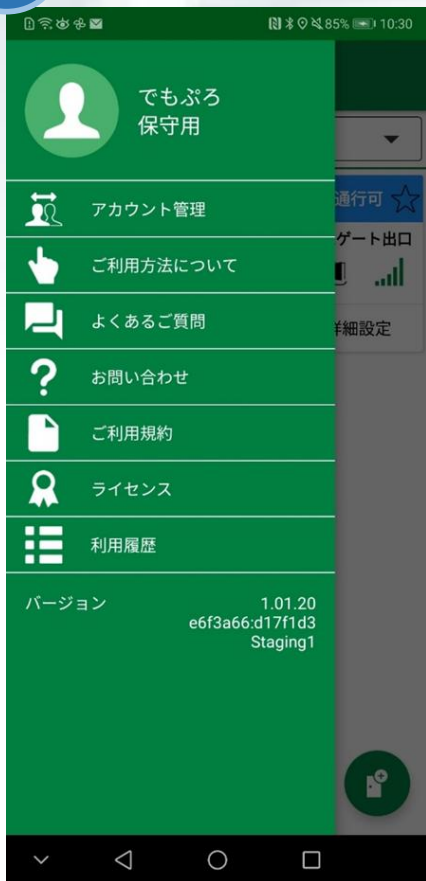 85% 10:30
でもぷろ
保守用
アカウント管理
ご利用方法について
よくあるご質問
お問い合わせ
ご利用規約
ライセンス
利用履歴
バージョン 1.01.20
e6f3a66:d17f1d3
Staging1
通行可
ゲート出口
詳細設定